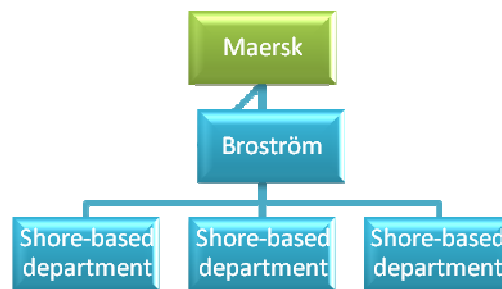 Maersk
Broström
Shore-based
department
Shore-based
department
Shore-based
department